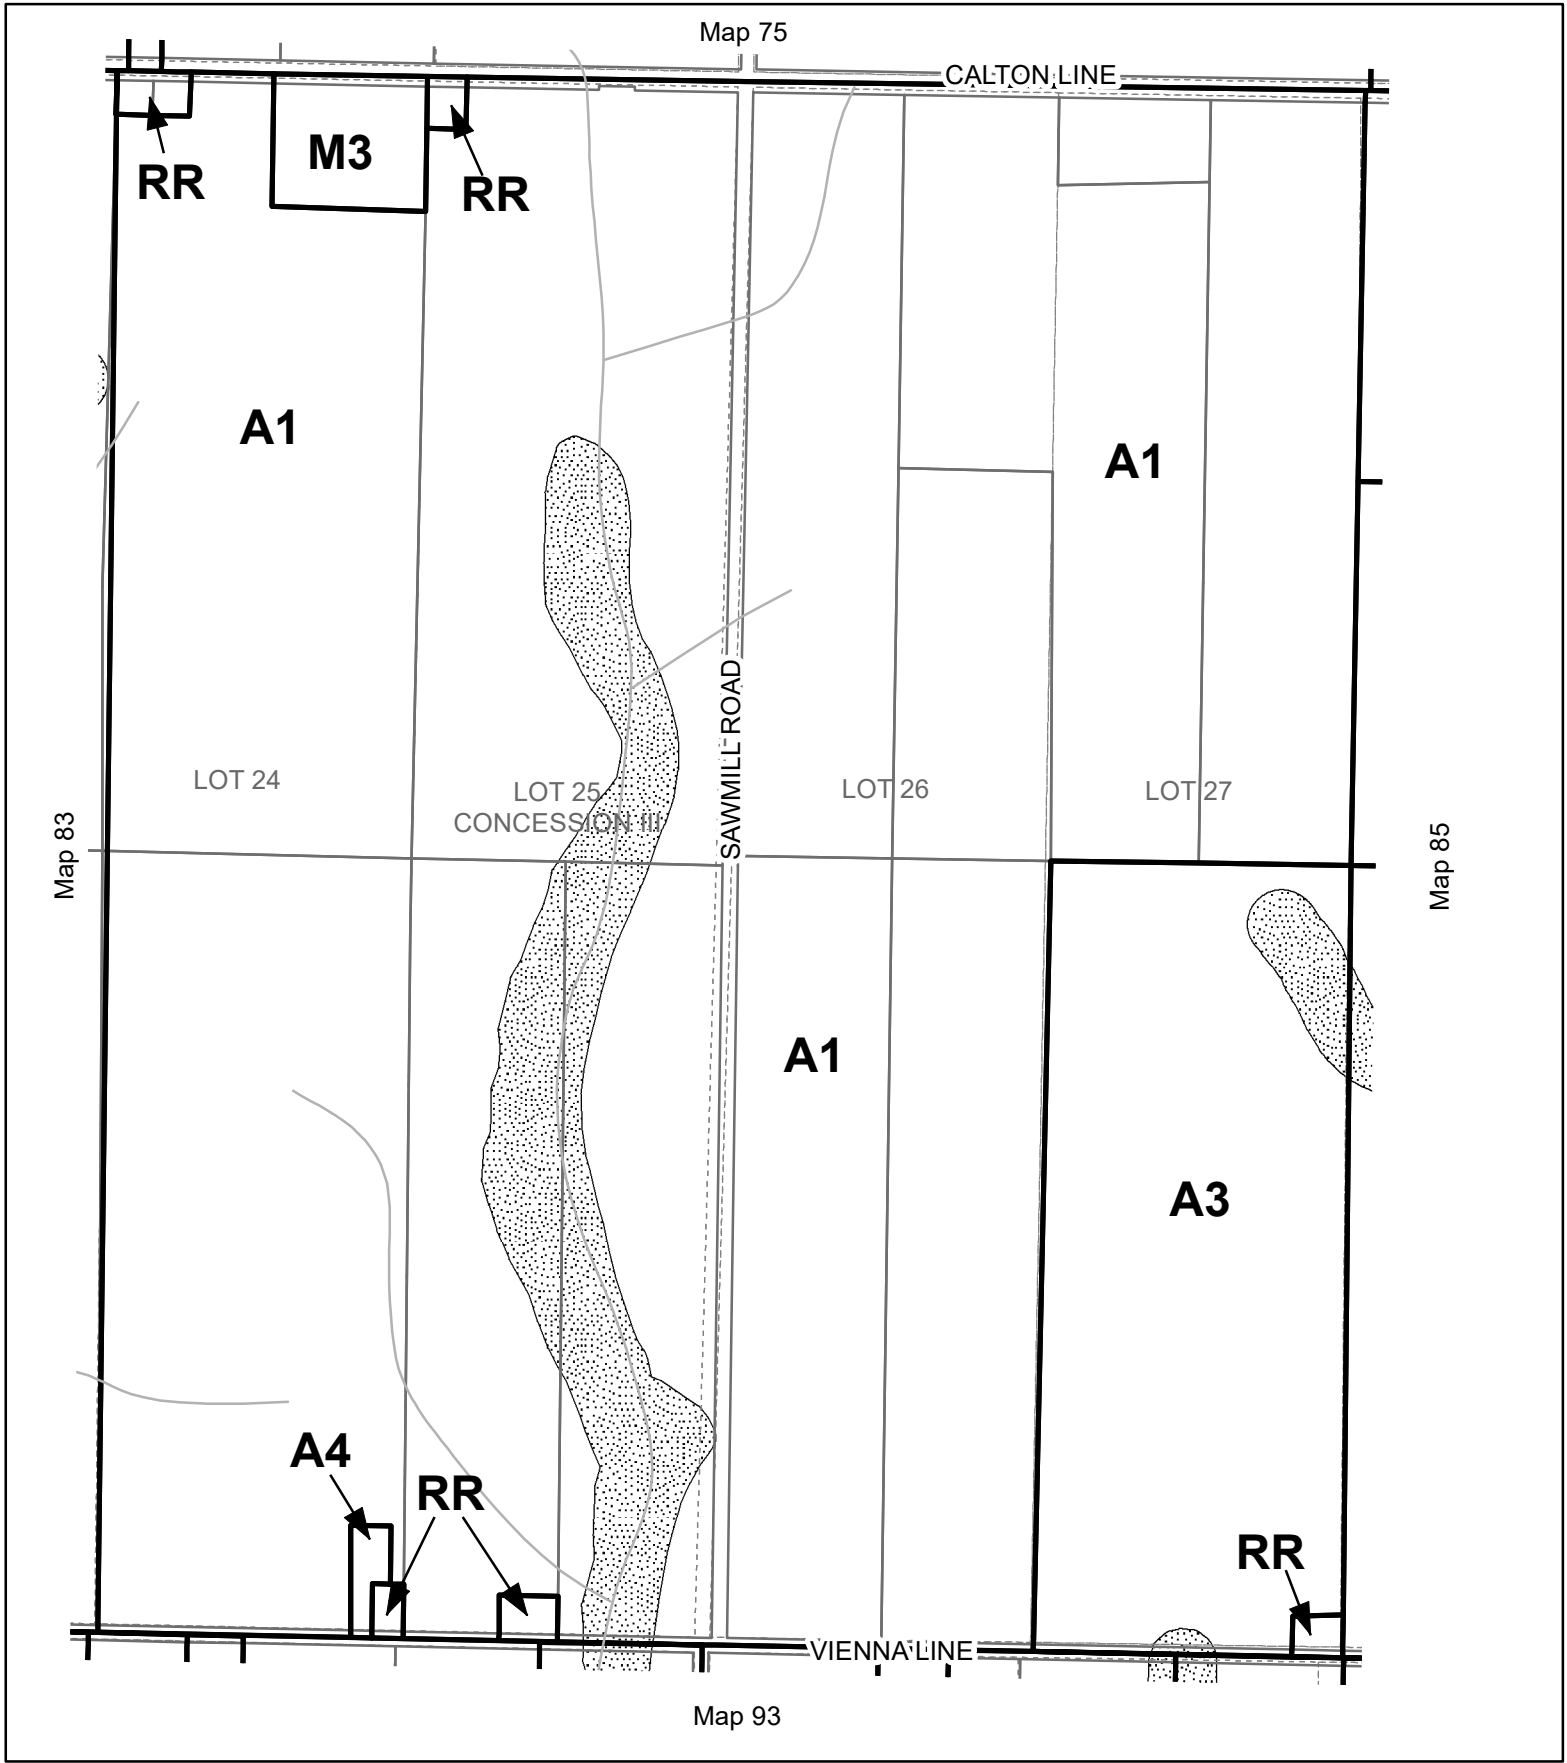 Map 75
CALTON LINE
M3
RR
RR
A1
A1
SAWMILL ROAD
LOT 24
LOT 25
CONCESSION III
LOT 26
LOT 27
Map 83
Map 85
A1
A3
A4
RR
RR
VIENNA LINE
Map 93